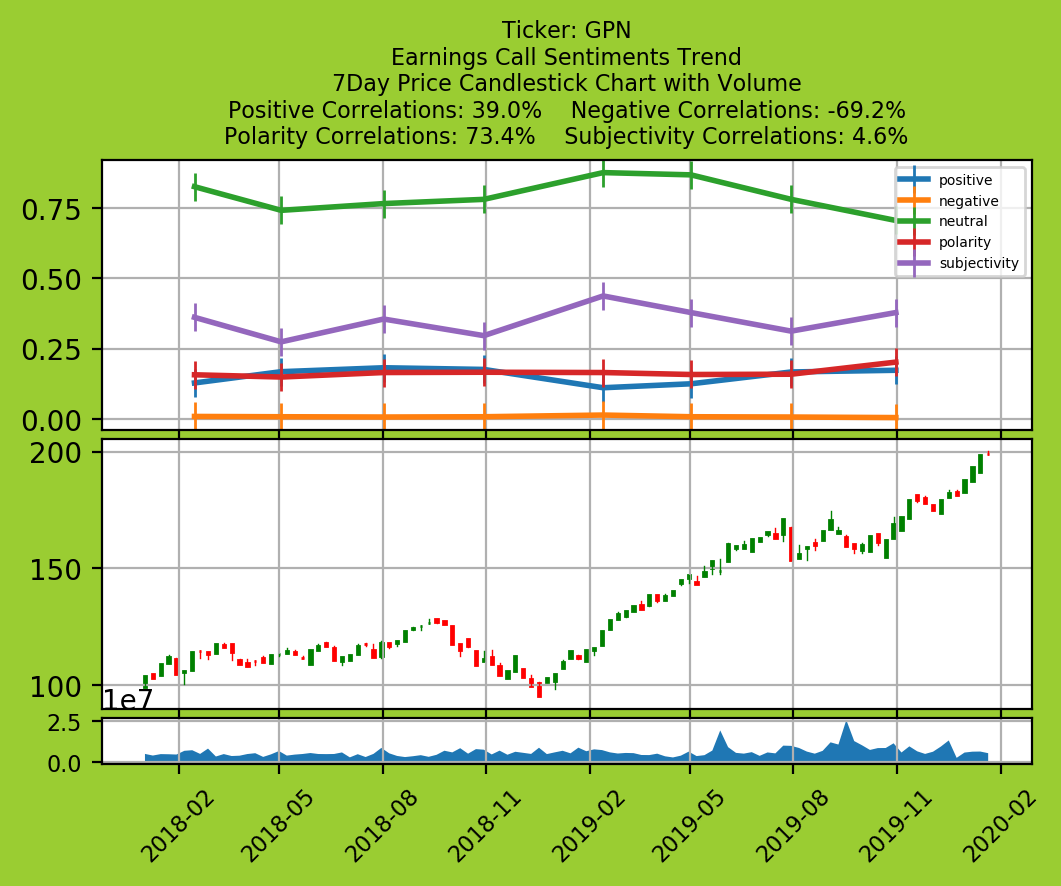 Ticker: GPN
Earnings Call Sentiments Trend
7Day Price Candlestick Chart with Volume
Positive Correlations: 39.0%    Negative Correlations: -69.2%
Polarity Correlations: 73.4%    Subjectivity Correlations: 4.6%
positive
negative
neutral
polarity
subjectivity
0.75
0.50
0.25
0.00
200
150
100
1e7
2.5
0.0
2018-02
2018-05
2018-08
2018-11
2019-02
2019-05
2019-08
2019-11
2020-02